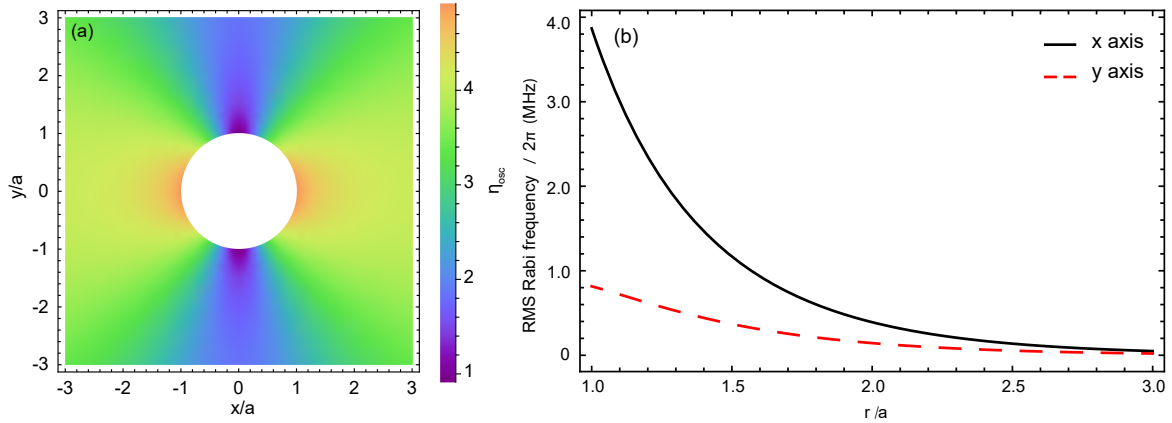 (a)
3
2
1
0
-1
-2
-3
y/a
-3 -2 -1 0 1 2 3
x/a
4
3
2
1
ηosc
(b)
x axis
y axis
4.0
3.0
2.0
1.0
0
RMS Rabi frequency / 2π (MHz)
1.0 1.5 2.0 2.5 3.0
r /a